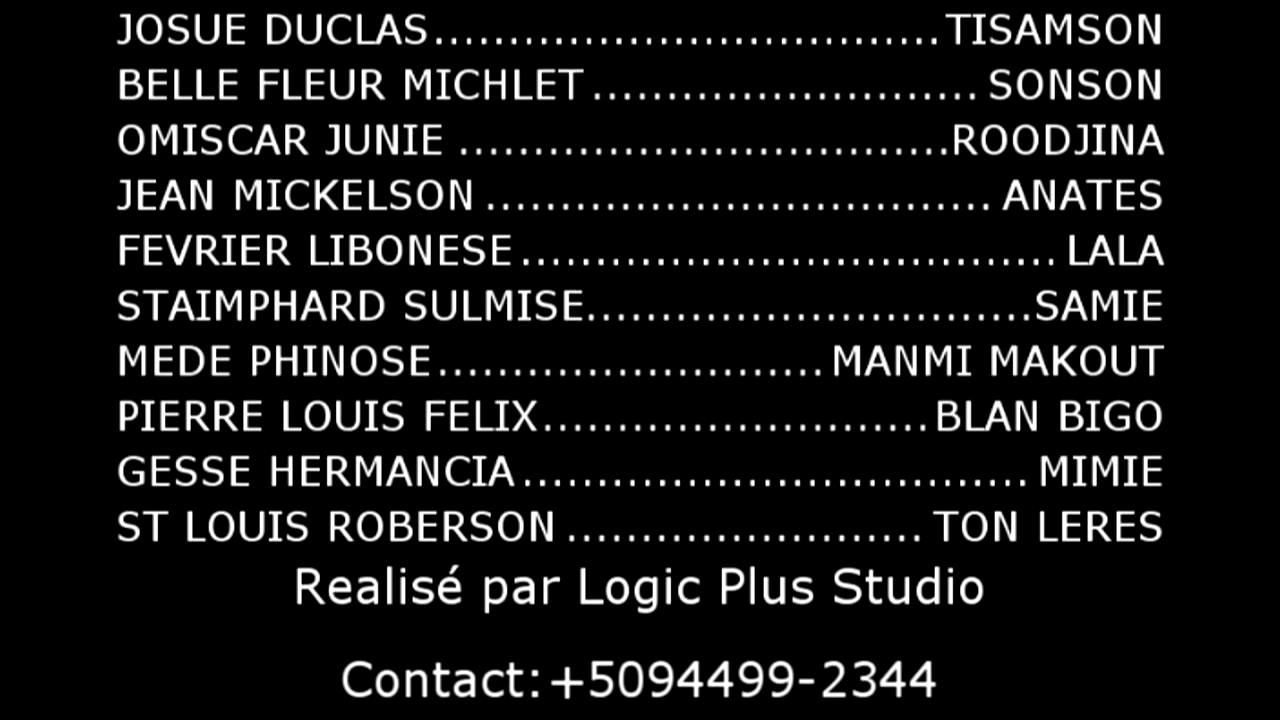 JOSUE DUCLAS..................................TISAMSON
BELLE FLEUR MICHLET.......................... SONSON
OMISCAR JUNIE .................................ROODJINA
JEAN MICKELSON .................................. ANATES
FEVRIER LIBONESE.................................... LALA
STAIMPHARD SULMISE..............................SAMIE
MEDE PHINOSE.......................... MANMI MAKOUT
PIERRE LOUIS FELIX..........................BLAN BIGO
GESSE HERMANCIA.................................. MIMIE
ST LOUIS ROBERSON ........................ TON LERES
Realisé par Logic Plus Studio
Contact:+5094499-2344